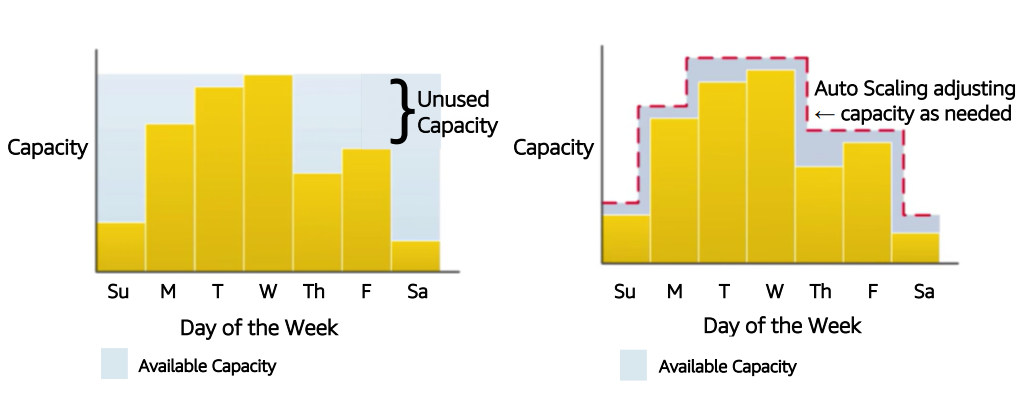 Unused
Capacity
Capacity
Su M T W Th F Sa
Day of the Week
Available Capacity
Auto Scaling adjusting
← capacity as needed
Capacity
Su M T W Th F Sa
Day of the Week
Available Capacity